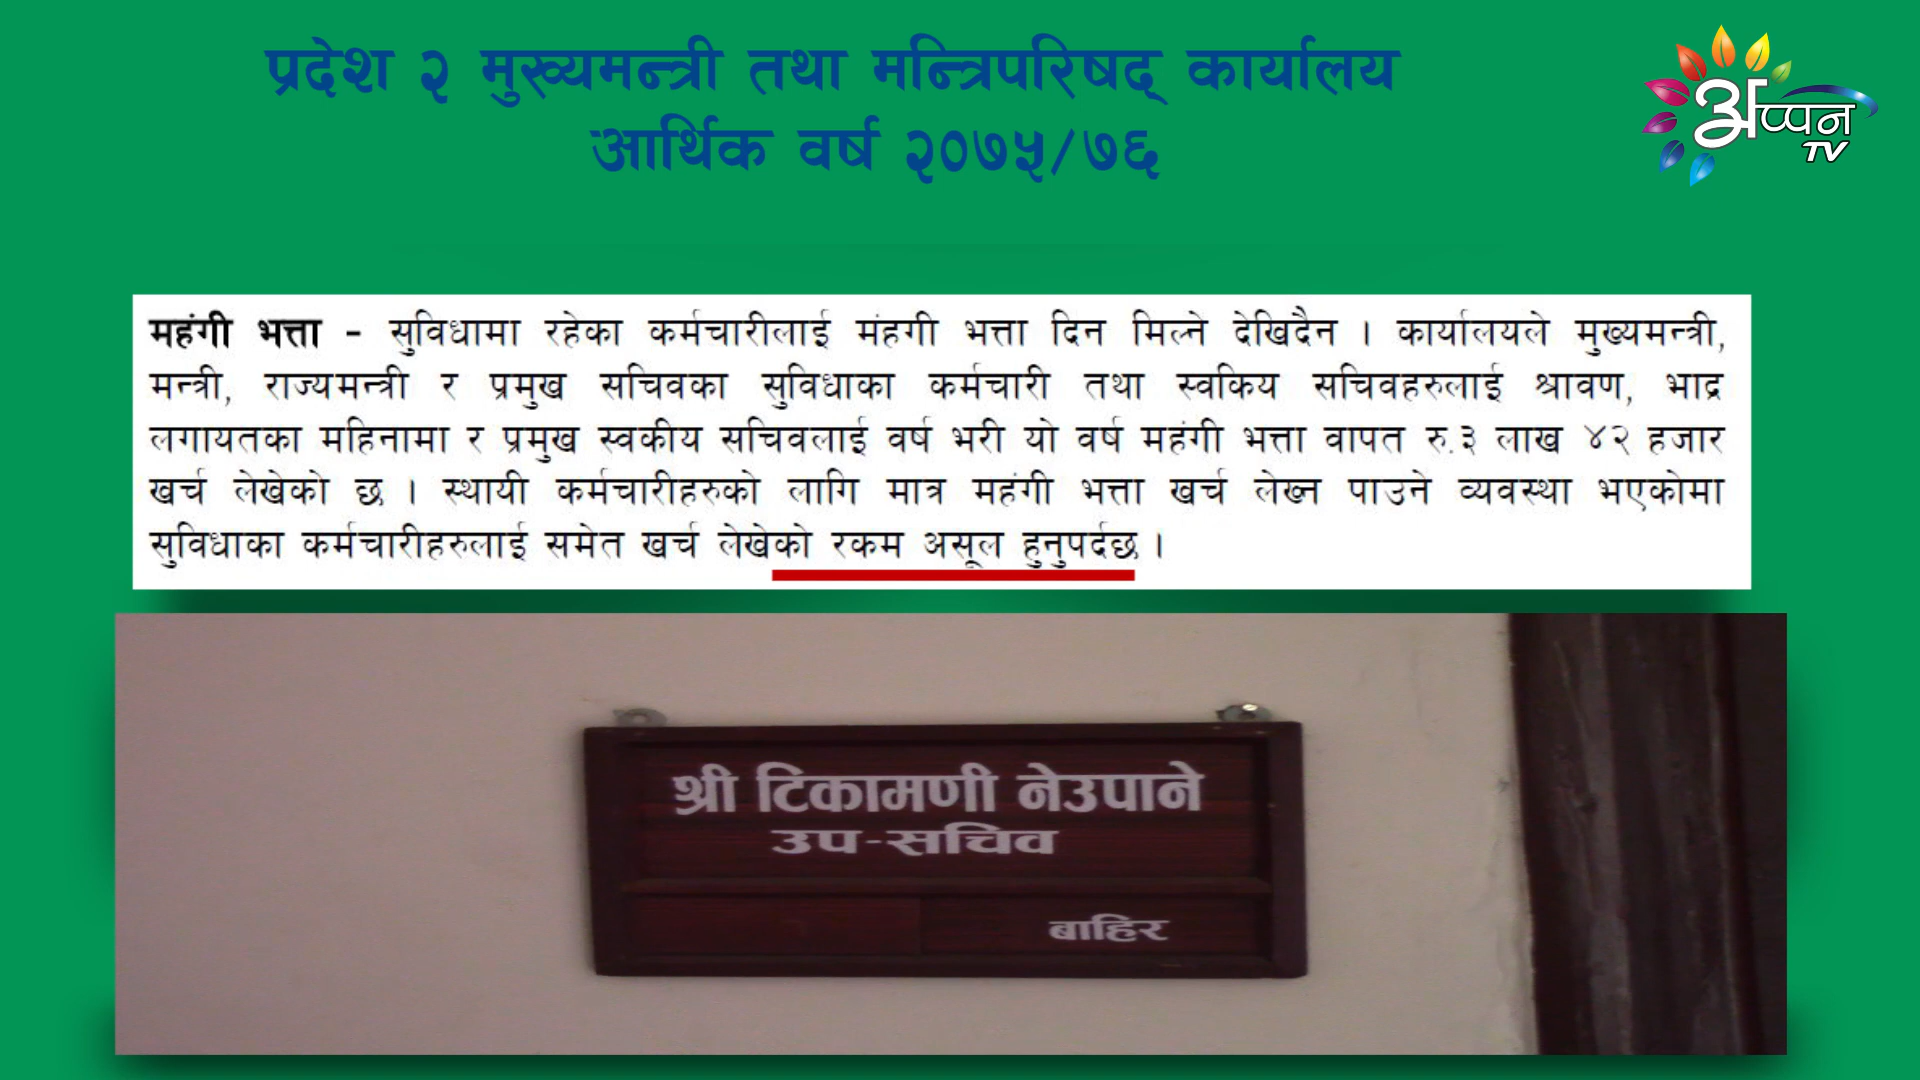 प्रदेश २ मुख्यमन्त्री तथा मन्त्रिपरिषद् कार्यालय
आर्थिक वर्ष २०७५/७६
अप्पन
TV
महंगी भत्ता - सुविधामा रहेका कर्मचारीलाई मंहगी भत्ता दिन मिल्ने देखिदैन । कार्यालयले मुख्यमन्त्री,
मन्त्री, राज्यमन्त्री र प्रमुख सचिवका सुविधाका कर्मचारी तथा स्वकिय सचिवहरुलाई श्रावण, भाद्र
लगायतका महिनामा र प्रमुख स्वकीय सचिवलाई वर्ष भरी यो वर्ष महंगी भत्ता वापत रु.३ लाख ४२ हजार
खर्च लेखेको छ । स्थायी कर्मचारीहरुको लागि मात्र महंगी भत्ता खर्च लेख्न पाउने व्यवस्था भएकोमा
सुविधाका कर्मचारीहरुलाई समेत खर्च लेखेको रकम असूल हुनुपर्दछ ।
श्री टिकामणी नेउपाने
उप-सचिव
बाहिर